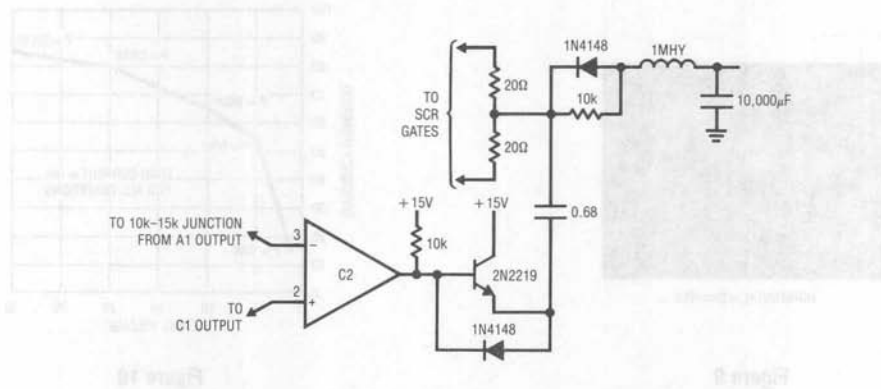 1N4148
1MHY
20Ω
TO
SCR
GATES
10k
10,000µF
20Ω
+15V
+15V
0.68
TO 10k–15k JUNCTION
FROM A1 OUTPUT
3
−
10k
C2
2N2219
2
+
TO
C1 OUTPUT
1N4148
Figure 9
Figure 10